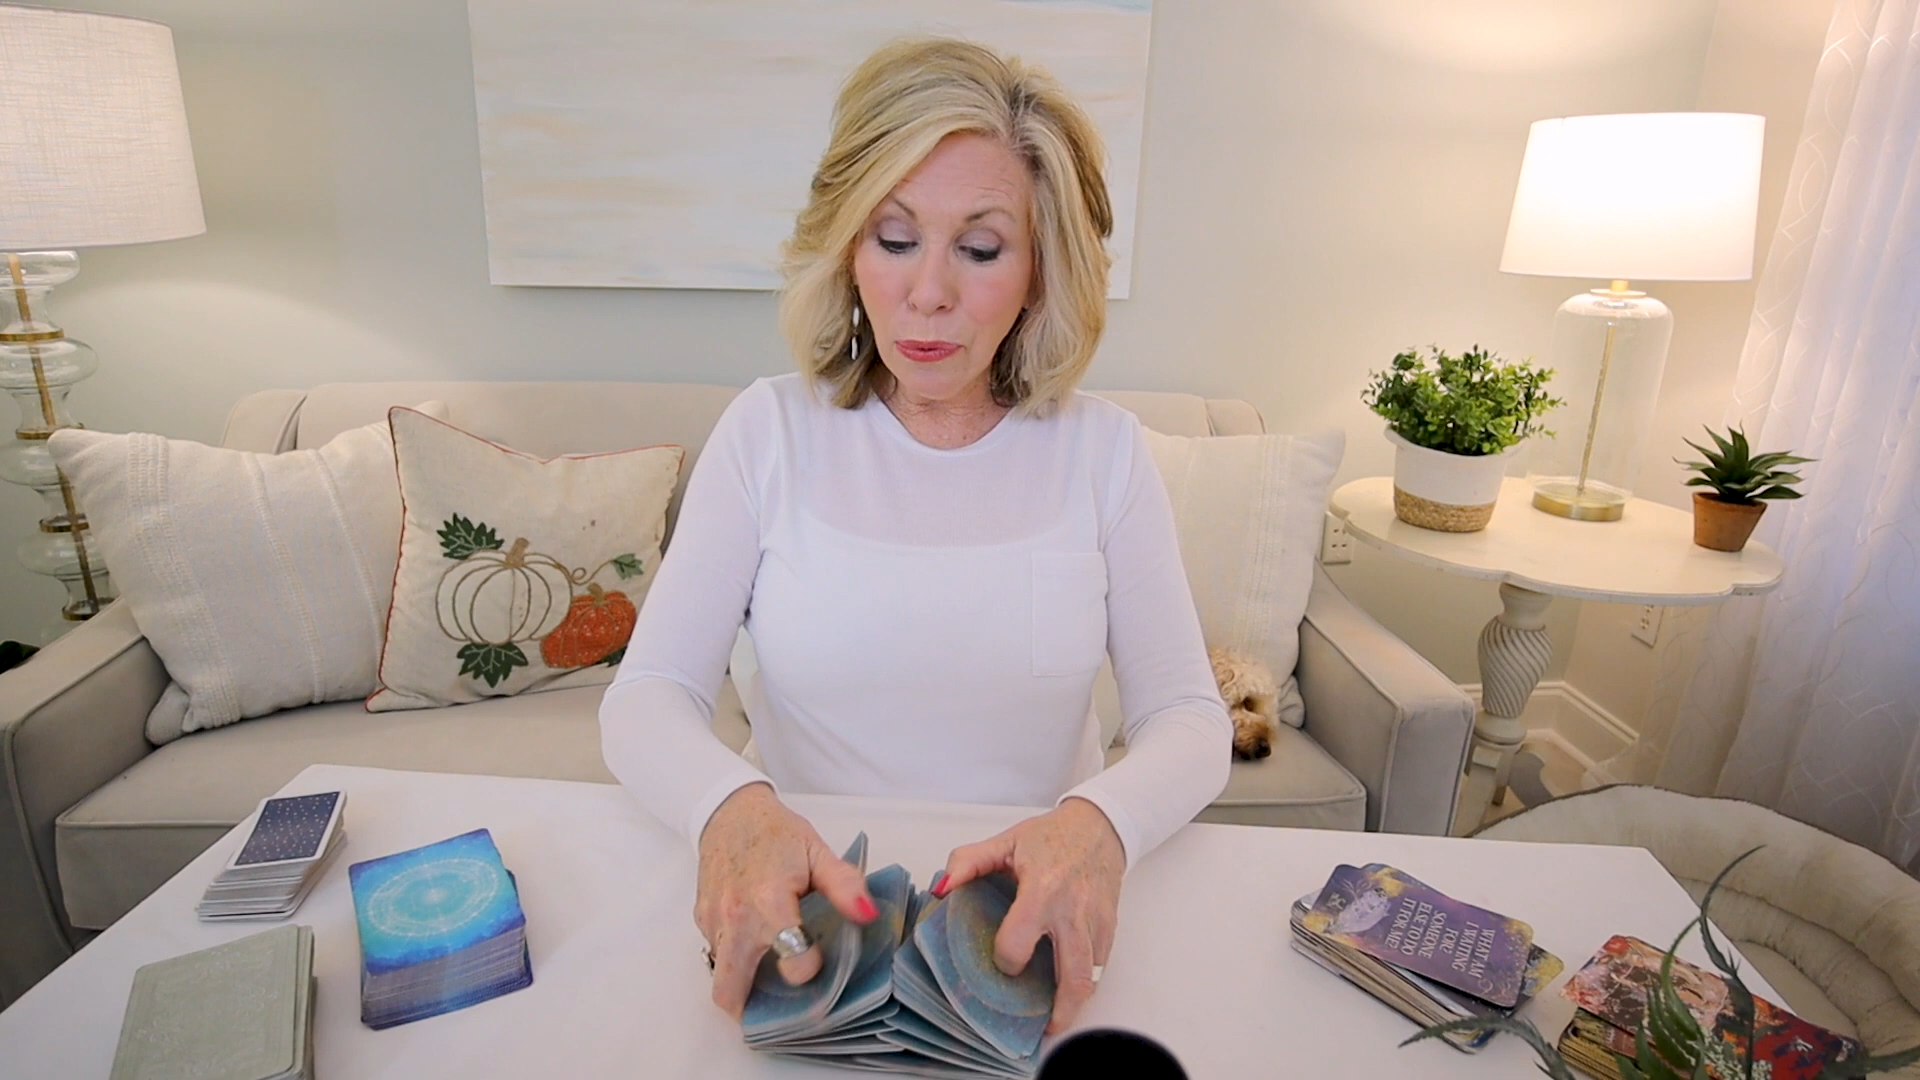 WHAT AM
I WAITING
FOR?
SOMEONE
ELSE TO DO
IT FOR ME?